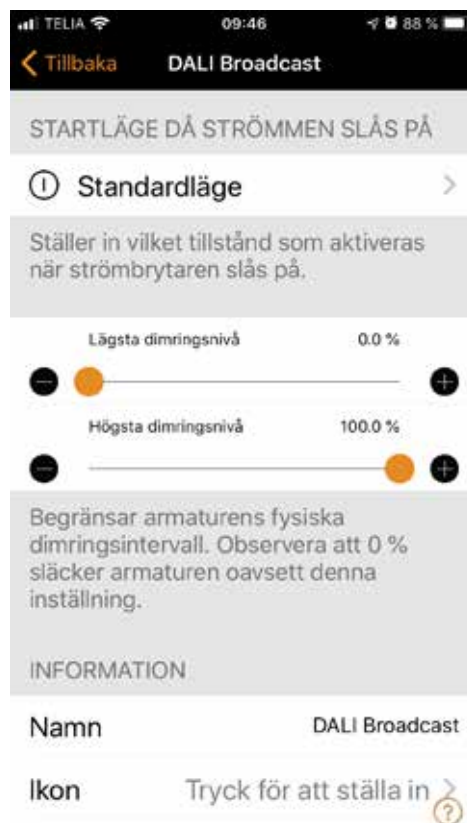 TELIA 09:46 88 %
Tillbaka DALI Broadcast
STARTLÄGE DÅ STRÖMMEN SLÅS PÅ
Standardläge
Ställer in vilket tillstånd som aktiveras
när strömbrytaren slås på.
Lägsta dimringsnivå 0.0 %
Högsta dimringsnivå 100.0 %
Begränsar armaturens fysiska
dimringsintervall. Observera att 0 %
släcker armaturen oavsett denna
inställning.
INFORMATION
Namn DALI Broadcast
Ikon Tryck för att ställa in
?